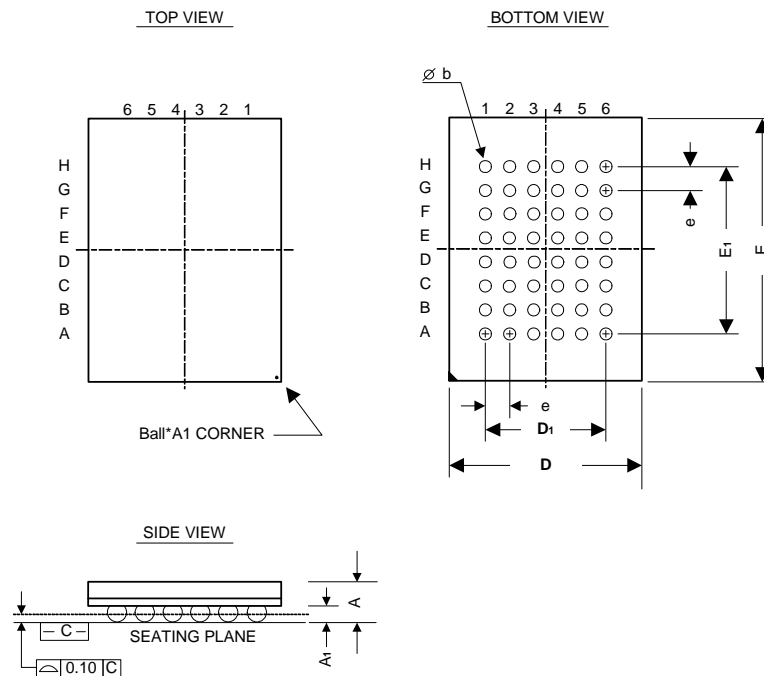 TOP VIEW
6 5 4 3 2 1
H
G
F
E
D
C
B
A
Ball*A1 CORNER
BOTTOM VIEW
⌀ b
1 2 3 4 5 6
H
G
F
E
D
C
B
A
e
E1
E
e
D1
D
SIDE VIEW
A
A1
– C –
SEATING PLANE
⌓ 0.10 C